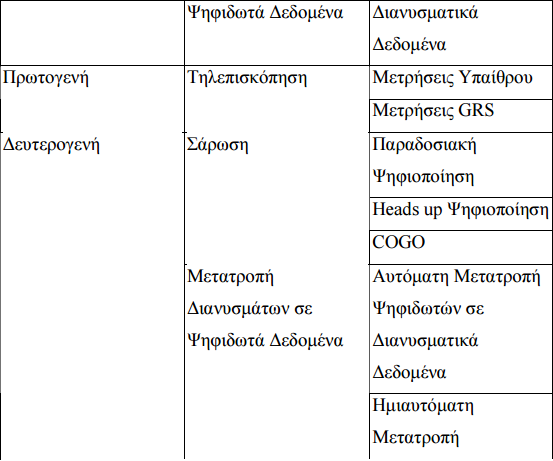 Ψηφιδωτά Δεδομένα
Διανυσματικά
Δεδομένα
Πρωτογενή
Τηλεπισκόπηση
Μετρήσεις Υπαίθρου
Μετρήσεις GRS
Δευτερογενή
Σάρωση
Παραδοσιακή
Ψηφιοποίηση
Heads up Ψηφιοποίηση
COGO
Μετατροπή
Διανυσμάτων σε
Ψηφιδωτά Δεδομένα
Αυτόματη Μετατροπή
Ψηφιδωτών σε
Διανυσματικά
Δεδομένα
Ημιαυτόματη
Μετατροπή